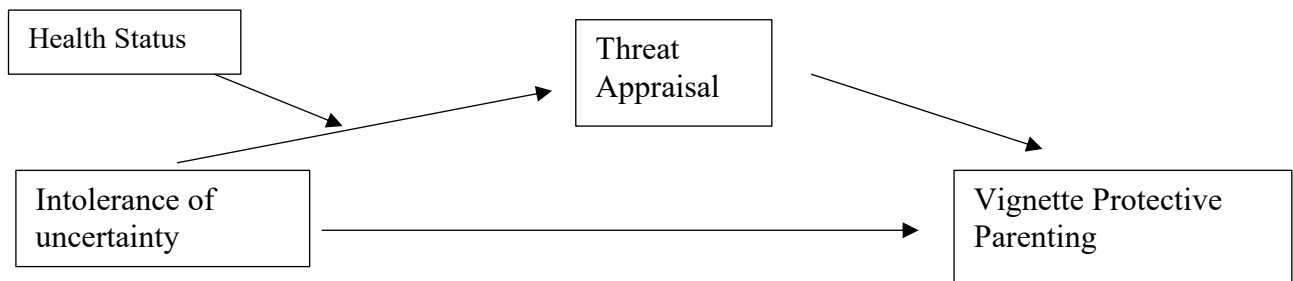 Health Status
Threat
Appraisal
Intolerance of
uncertainty
Vignette Protective
Parenting